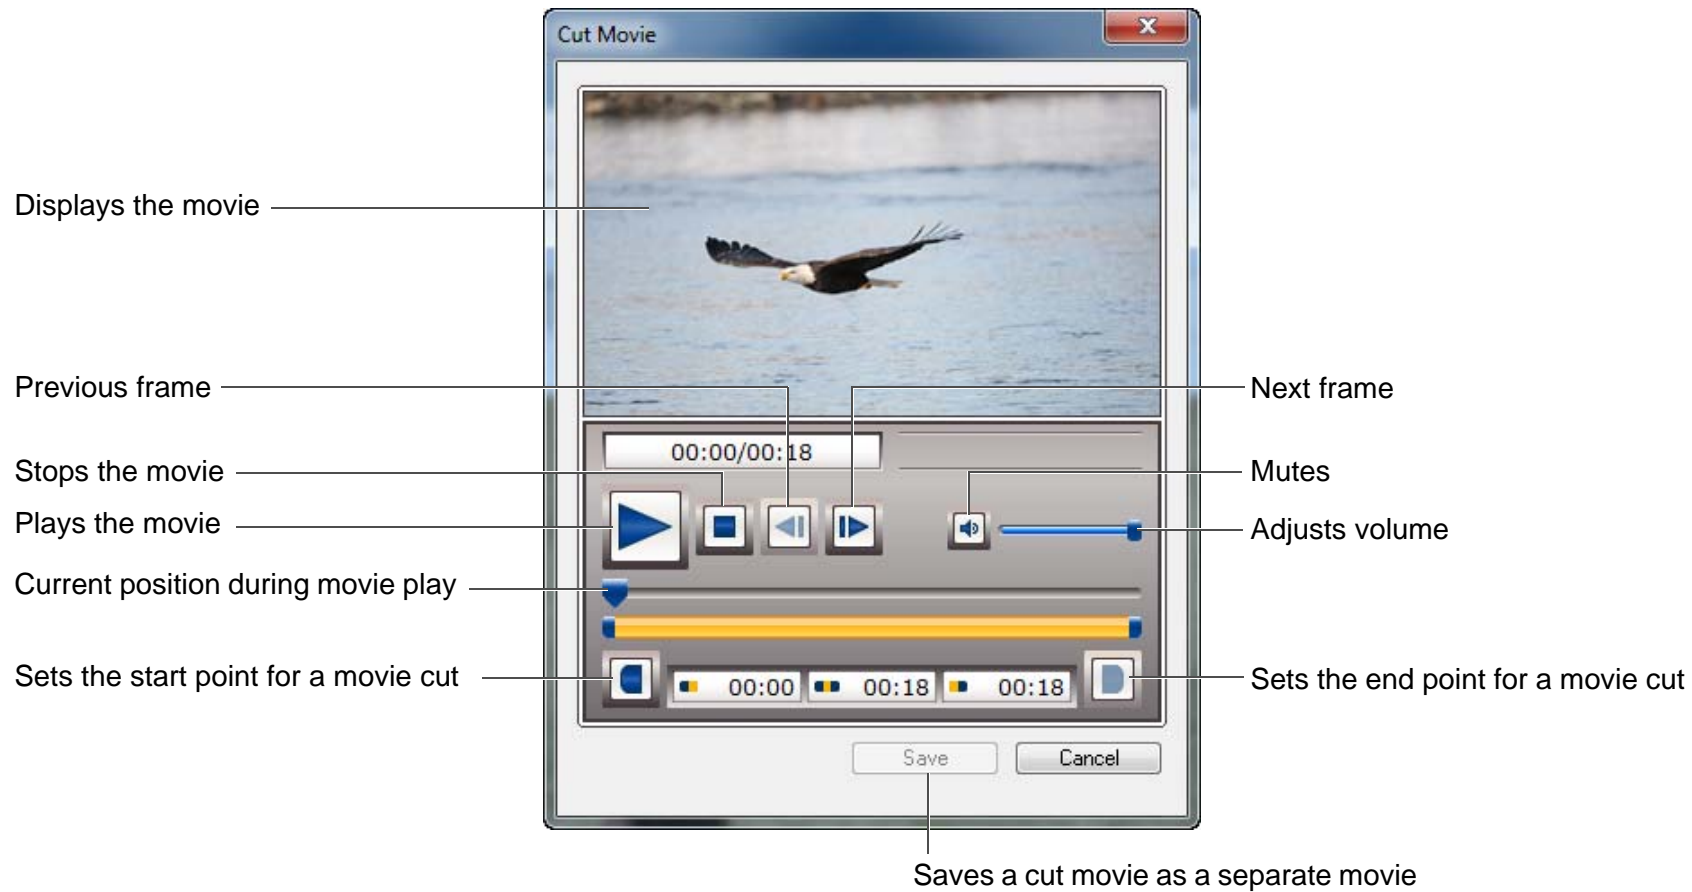 Cut Movie
Displays the movie
Previous frame
Next frame
00:00/00:18
Stops the movie
Mutes
Plays the movie
Adjusts volume
Current position during movie play
Sets the start point for a movie cut
00:00
00:18
00:18
Sets the end point for a movie cut
Save
Cancel
Saves a cut movie as a separate movie